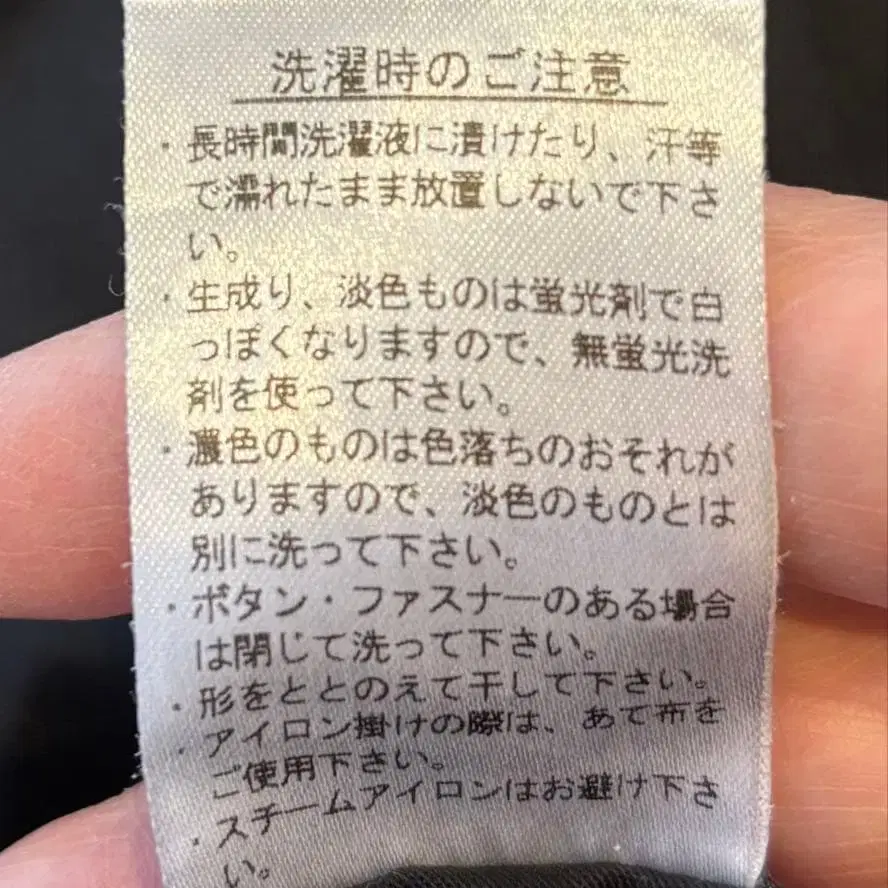 洗濯時のご注意
・長時間洗濯液に漬けたり、汗等
で濡れたまま放置しないで下さ
い。
・生成り、淡色ものは蛍光剤で白
っぽくなりますので、無蛍光洗
剤を使って下さい。
・濃色のものは色落ちのおそれが
ありますので、淡色のものとは
別に洗って下さい。
・ボタン・ファスナーのある場合
は閉じて洗って下さい。
・形をととのえて干して下さい。
・アイロン掛けの際は、あて布を
ご使用下さい。
・スチームアイロンはお避け下さ
い。